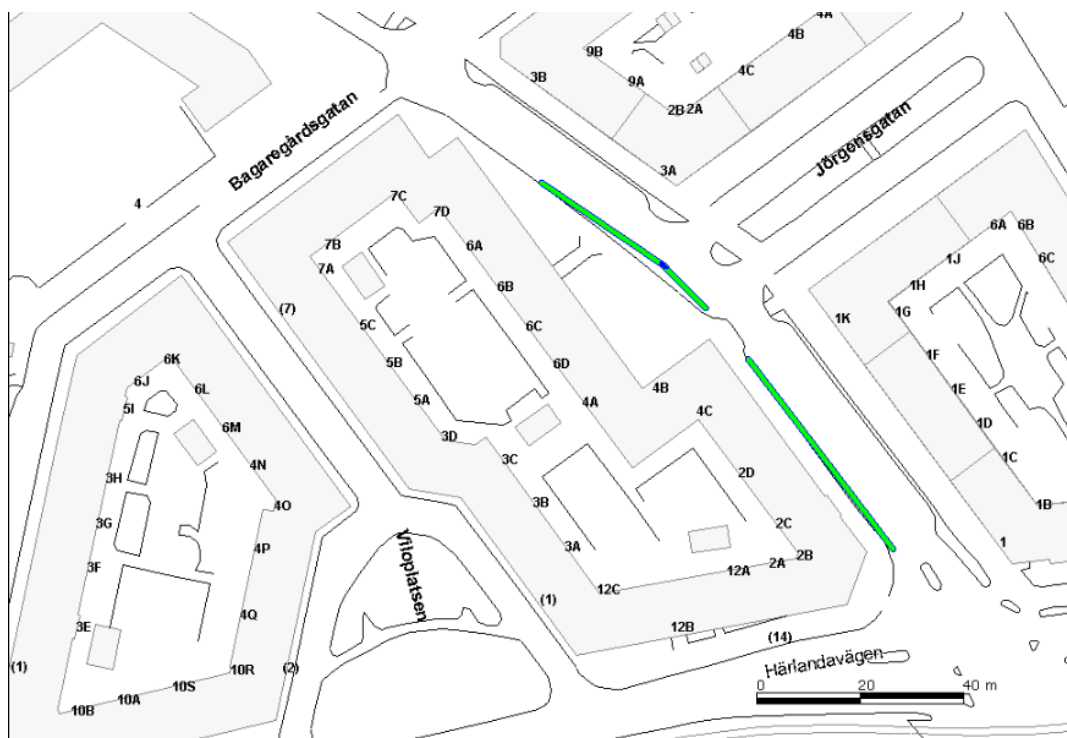 4A
4B
9B
3B
9A
4C
2B
2A
Jörgensgatan
Bagaregårdsgatan
3A
4
7C
7D
6A
6B
7B
6A
1J
6C
7A
6B
1H
(7)
5C
6C
1G
1K
6K
5B
6D
1F
6J
6L
4B
1E
5I
5A
4A
4C
6M
3D
1D
4N
3C
2D
1C
3H
4O
3B
1B
3G
2C
4P
3A
1
3F
2B
2A
12A
Viloplatsen
12C
(1)
4Q
3E
12B
(14)
(1)
10R
(2)
Härlandavägen
10S
0
20
40 m
10A
10B